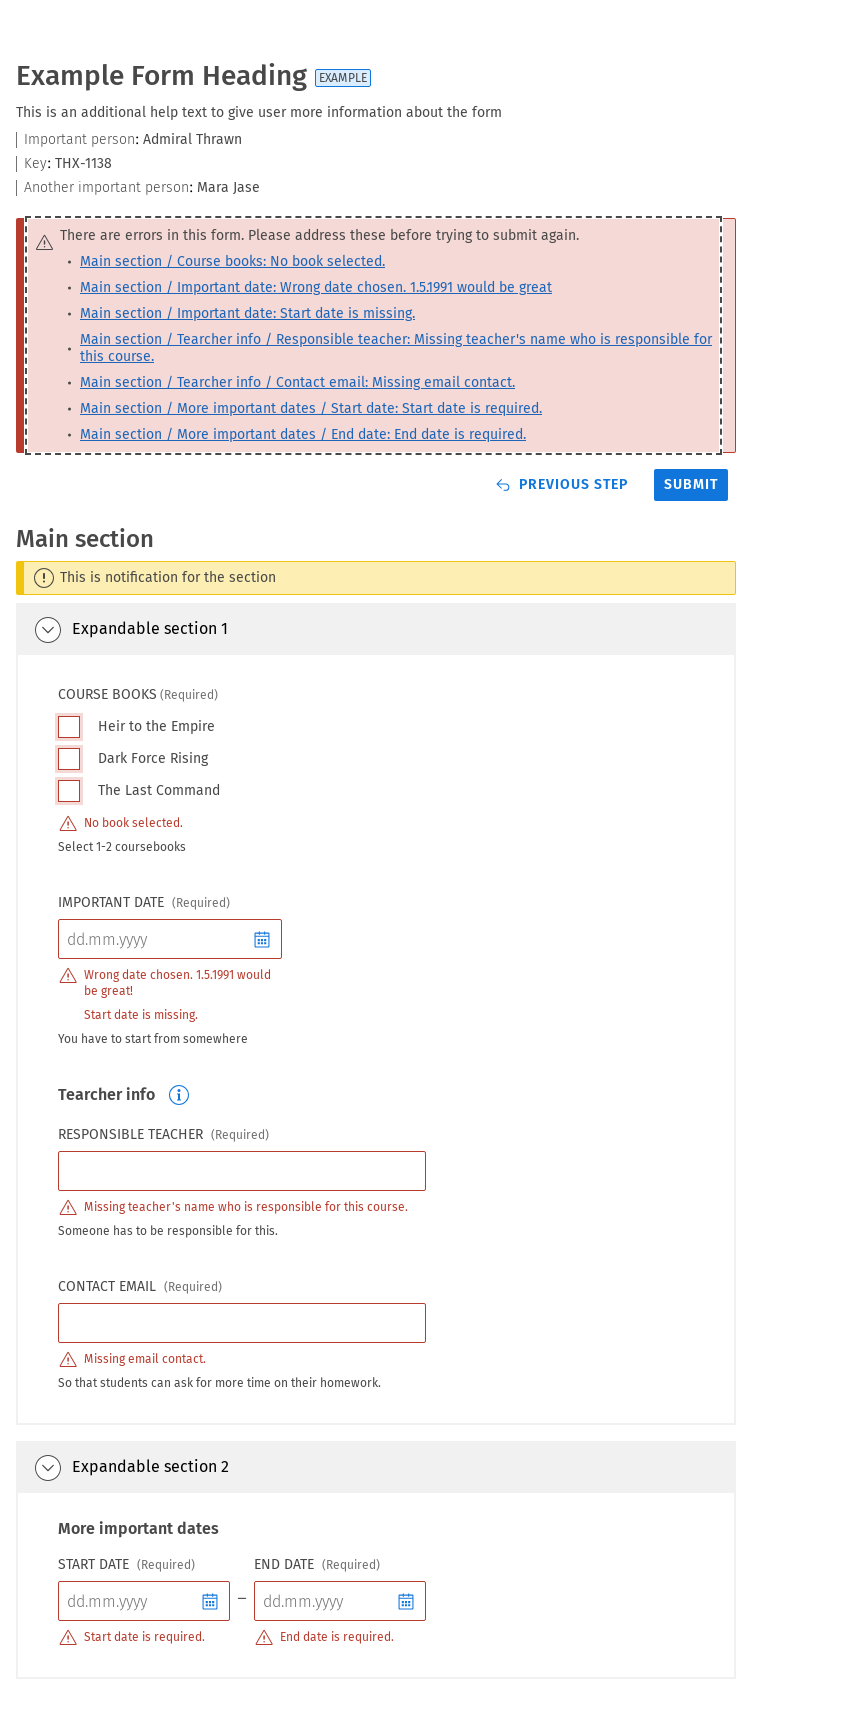 Example Form Heading EXAMPLE
This is an additional help text to give user more information about the form
Important person: Admiral Thrawn
Key: THX-1138
Another important person: Mara Jase
There are errors in this form. Please address these before trying to submit again.
• Main section / Course books: No book selected.
• Main section / Important date: Wrong date chosen. 1.5.1991 would be great
• Main section / Important date: Start date is missing.
• Main section / Tearcher info / Responsible teacher: Missing teacher's name who is responsible for
this course.
• Main section / Tearcher info / Contact email: Missing email contact.
• Main section / More important dates / Start date: Start date is required.
• Main section / More important dates / End date: End date is required.
PREVIOUS STEP SUBMIT
Main section
This is notification for the section
Expandable section 1
COURSE BOOKS (Required)
Heir to the Empire
Dark Force Rising
The Last Command
No book selected.
Select 1-2 coursebooks
IMPORTANT DATE (Required)
dd.mm.yyyy
Wrong date chosen. 1.5.1991 would
be great!
Start date is missing.
You have to start from somewhere
Tearcher info
RESPONSIBLE TEACHER (Required)
Missing teacher's name who is responsible for this course.
Someone has to be responsible for this.
CONTACT EMAIL (Required)
Missing email contact.
So that students can ask for more time on their homework.
Expandable section 2
More important dates
START DATE (Required) END DATE (Required)
dd.mm.yyyy – dd.mm.yyyy
Start date is required. End date is required.